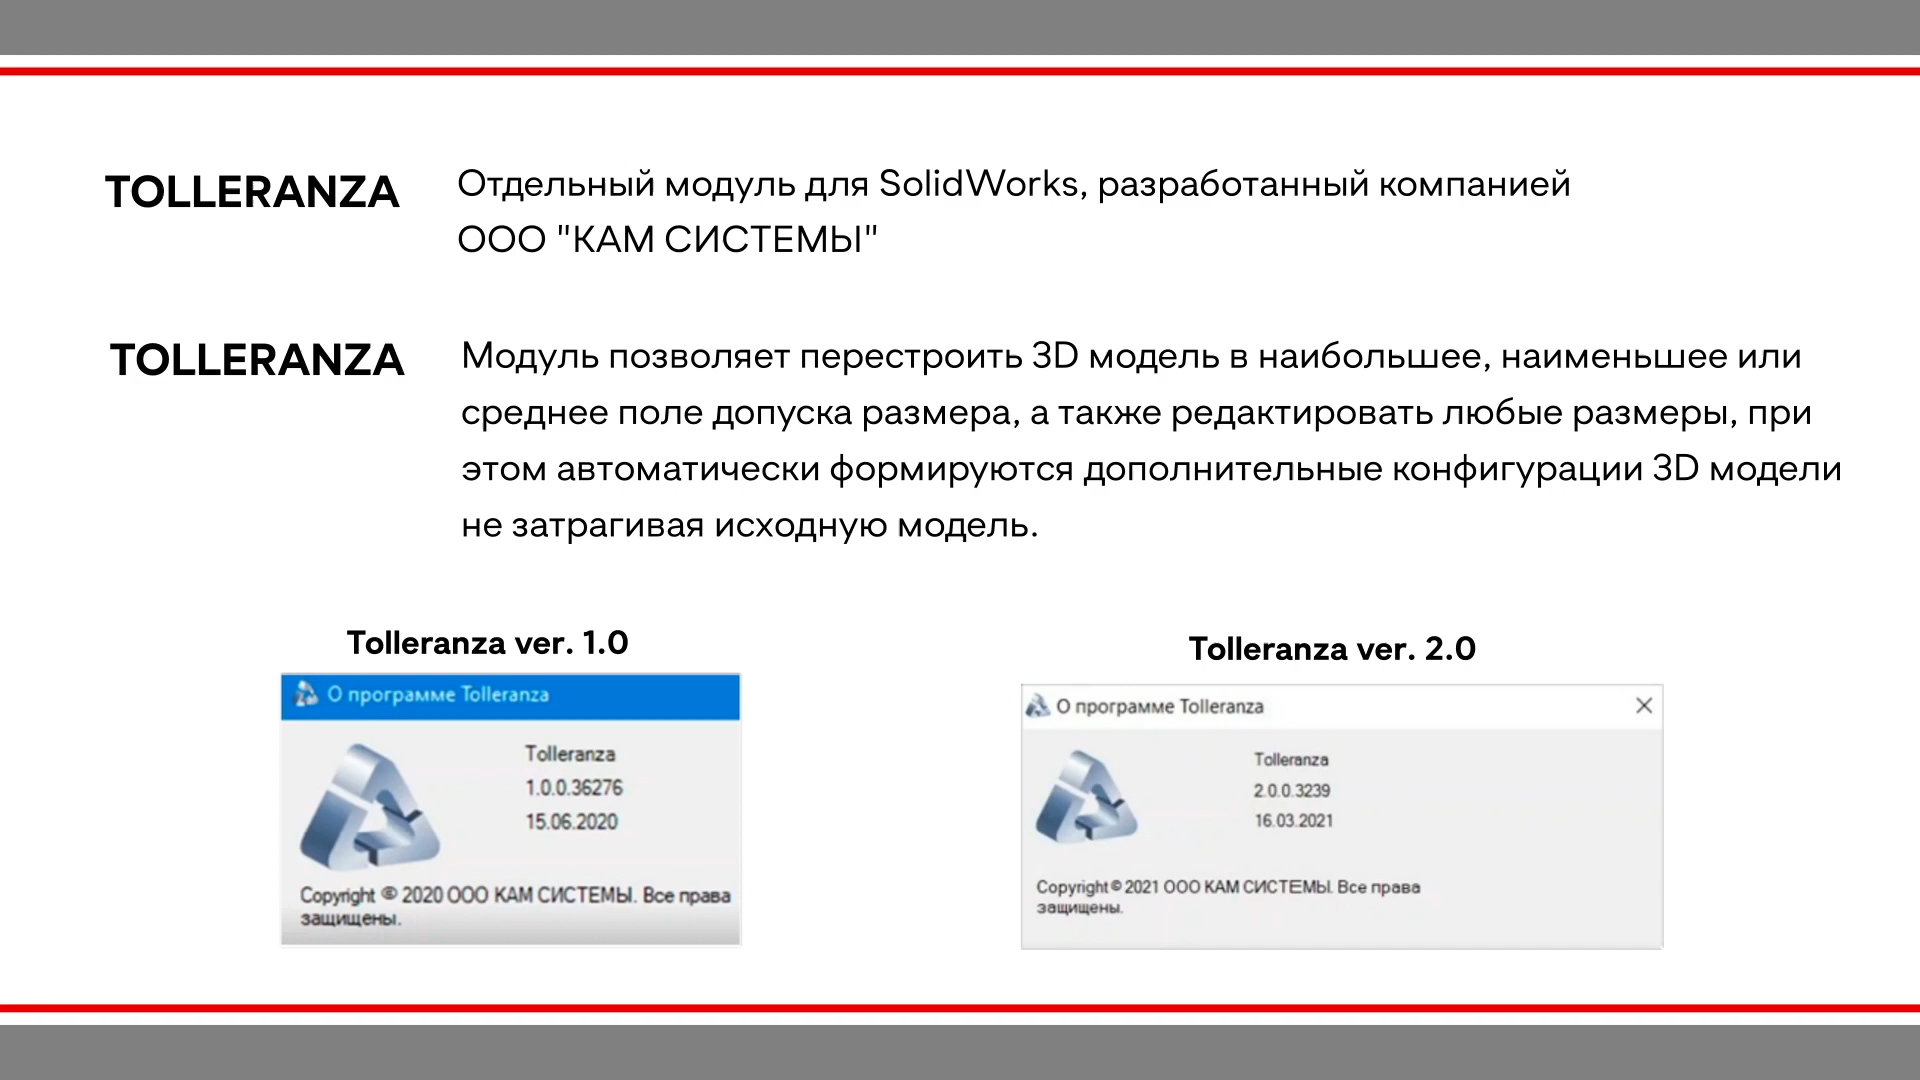 TOLLERANZA
Отдельный модуль для SolidWorks, разработанный компанией
ООО "КАМ СИСТЕМЫ"
TOLLERANZA
Модуль позволяет перестроить 3D модель в наибольшее, наименьшее или
среднее поле допуска размера, а также редактировать любые размеры, при
этом автоматически формируются дополнительные конфигурации 3D модели
не затрагивая исходную модель.
Tolleranza ver. 1.0
О программе Tolleranza
Tolleranza
1.0.0.36276
15.06.2020
Copyright © 2020 ООО КАМ СИСТЕМЫ. Все права
защищены.
Tolleranza ver. 2.0
О программе Tolleranza
Tolleranza
2.0.0.3239
16.03.2021
Copyright © 2021 ООО КАМ СИСТЕМЫ. Все права
защищены.